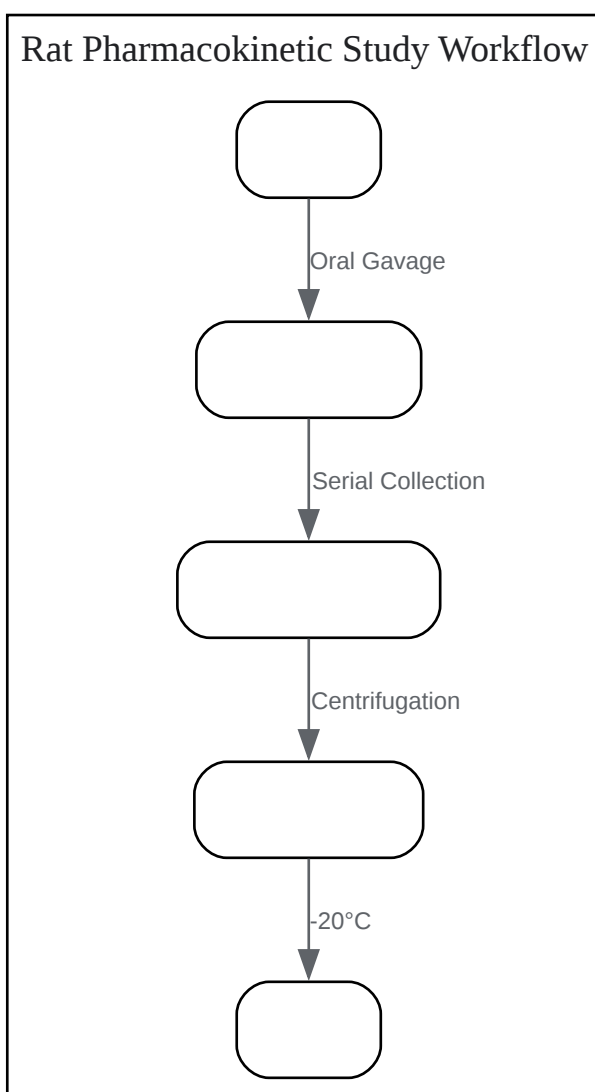 Rat Pharmacokinetic Study Workflow
Oral Gavage
Serial Collection
Centrifugation
-20°C